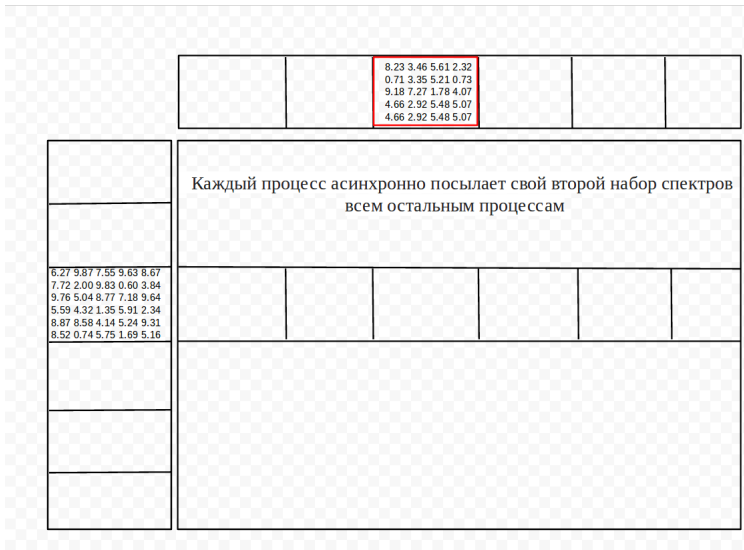 8.23 3.46 5.61 2.32
0.71 3.35 5.21 0.73
9.18 7.27 1.78 4.07
4.66 2.92 5.48 5.07
4.66 2.92 5.48 5.07
Каждый процесс асинхронно посылает свой второй набор спектров
всем остальным процессам
6.27 9.87 7.55 9.63 8.67
7.72 2.00 9.83 0.60 3.84
9.76 5.04 8.77 7.18 9.64
5.59 4.32 1.35 5.91 2.34
8.87 8.58 4.14 5.24 9.31
8.52 0.74 5.75 1.69 5.16